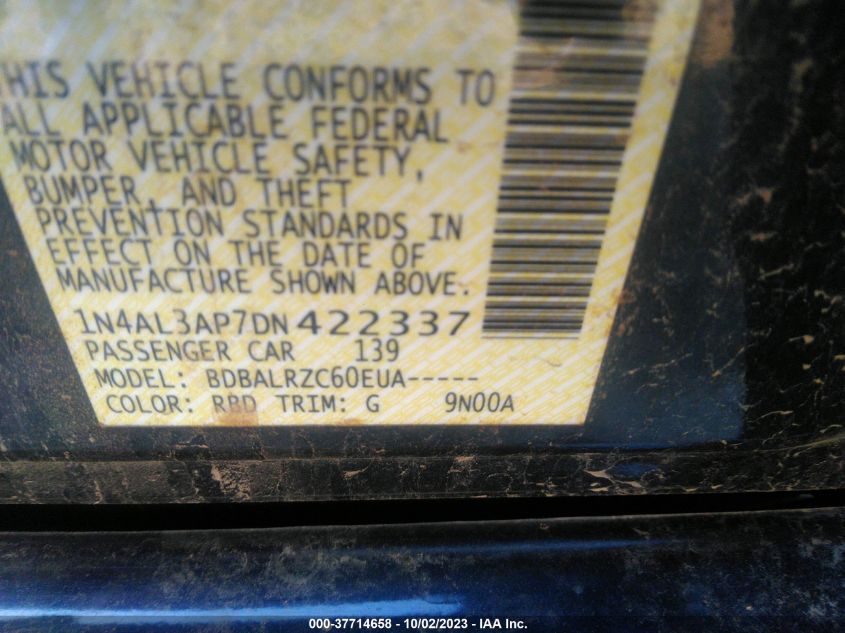 THIS VEHICLE CONFORMS TO
ALL APPLICABLE FEDERAL
MOTOR VEHICLE SAFETY,
BUMPER, AND THEFT
PREVENTION STANDARDS IN
EFFECT ON THE DATE OF
MANUFACTURE SHOWN ABOVE.
1N4AL3AP7DN422337
PASSENGER CAR 139
MODEL: BDBALRZC60EUA-----
COLOR: RBD TRIM: G 9N00A
000-37714658 - 10/02/2023 - IAA Inc.